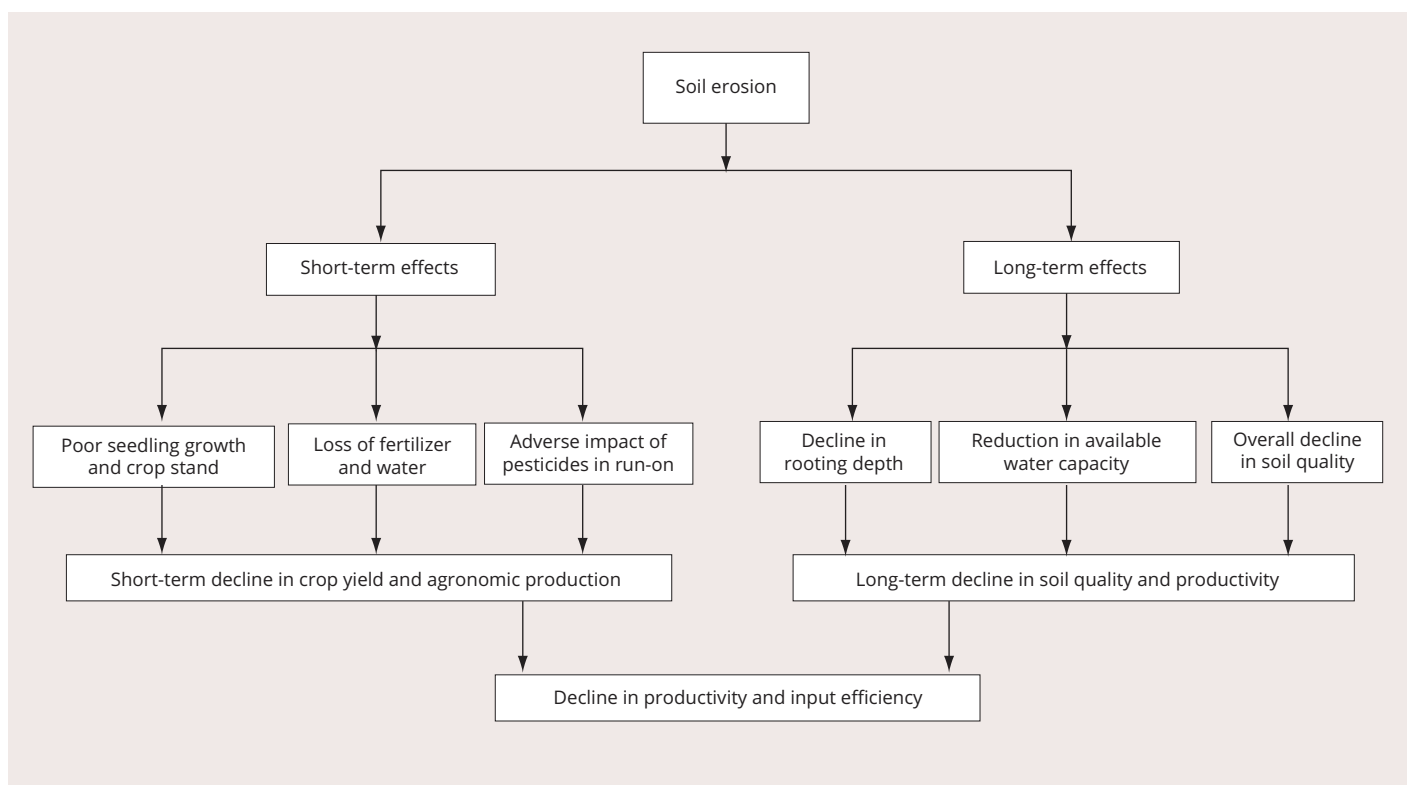 Soil erosion
Short-term effects
Long-term effects
Poor seedling growth
and crop stand
Loss of fertilizer
and water
Adverse impact of
pesticides in run-on
Decline in
rooting depth
Reduction in available
water capacity
Overall decline
in soil quality
Short-term decline in crop yield and agronomic production
Long-term decline in soil quality and productivity
Decline in productivity and input efficiency